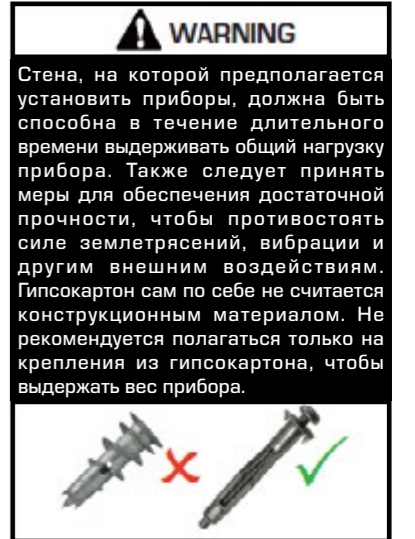 WARNING
Стена, на которой предполагается
установить приборы, должна быть
способна в течение длительного
времени выдерживать общий нагрузку
прибора. Также следует принять
меры для обеспечения достаточной
прочности, чтобы противостоять
силе землетрясений, вибрации и
другим внешним воздействиям.
Гипсокартон сам по себе не считается
конструкционным материалом. Не
рекомендуется полагаться только на
крепления из гипсокартона, чтобы
выдержать вес прибора.